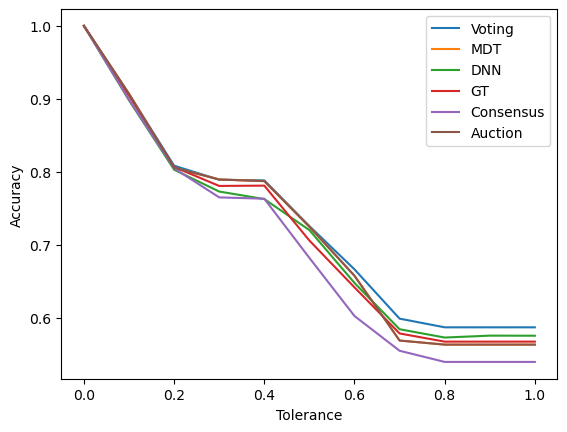 1.0
0.9
0.8
0.7
0.6
0.0
0.2
0.4
0.6
0.8
1.0
Accuracy
Tolerance
Voting
MDT
DNN
GT
Consensus
Auction